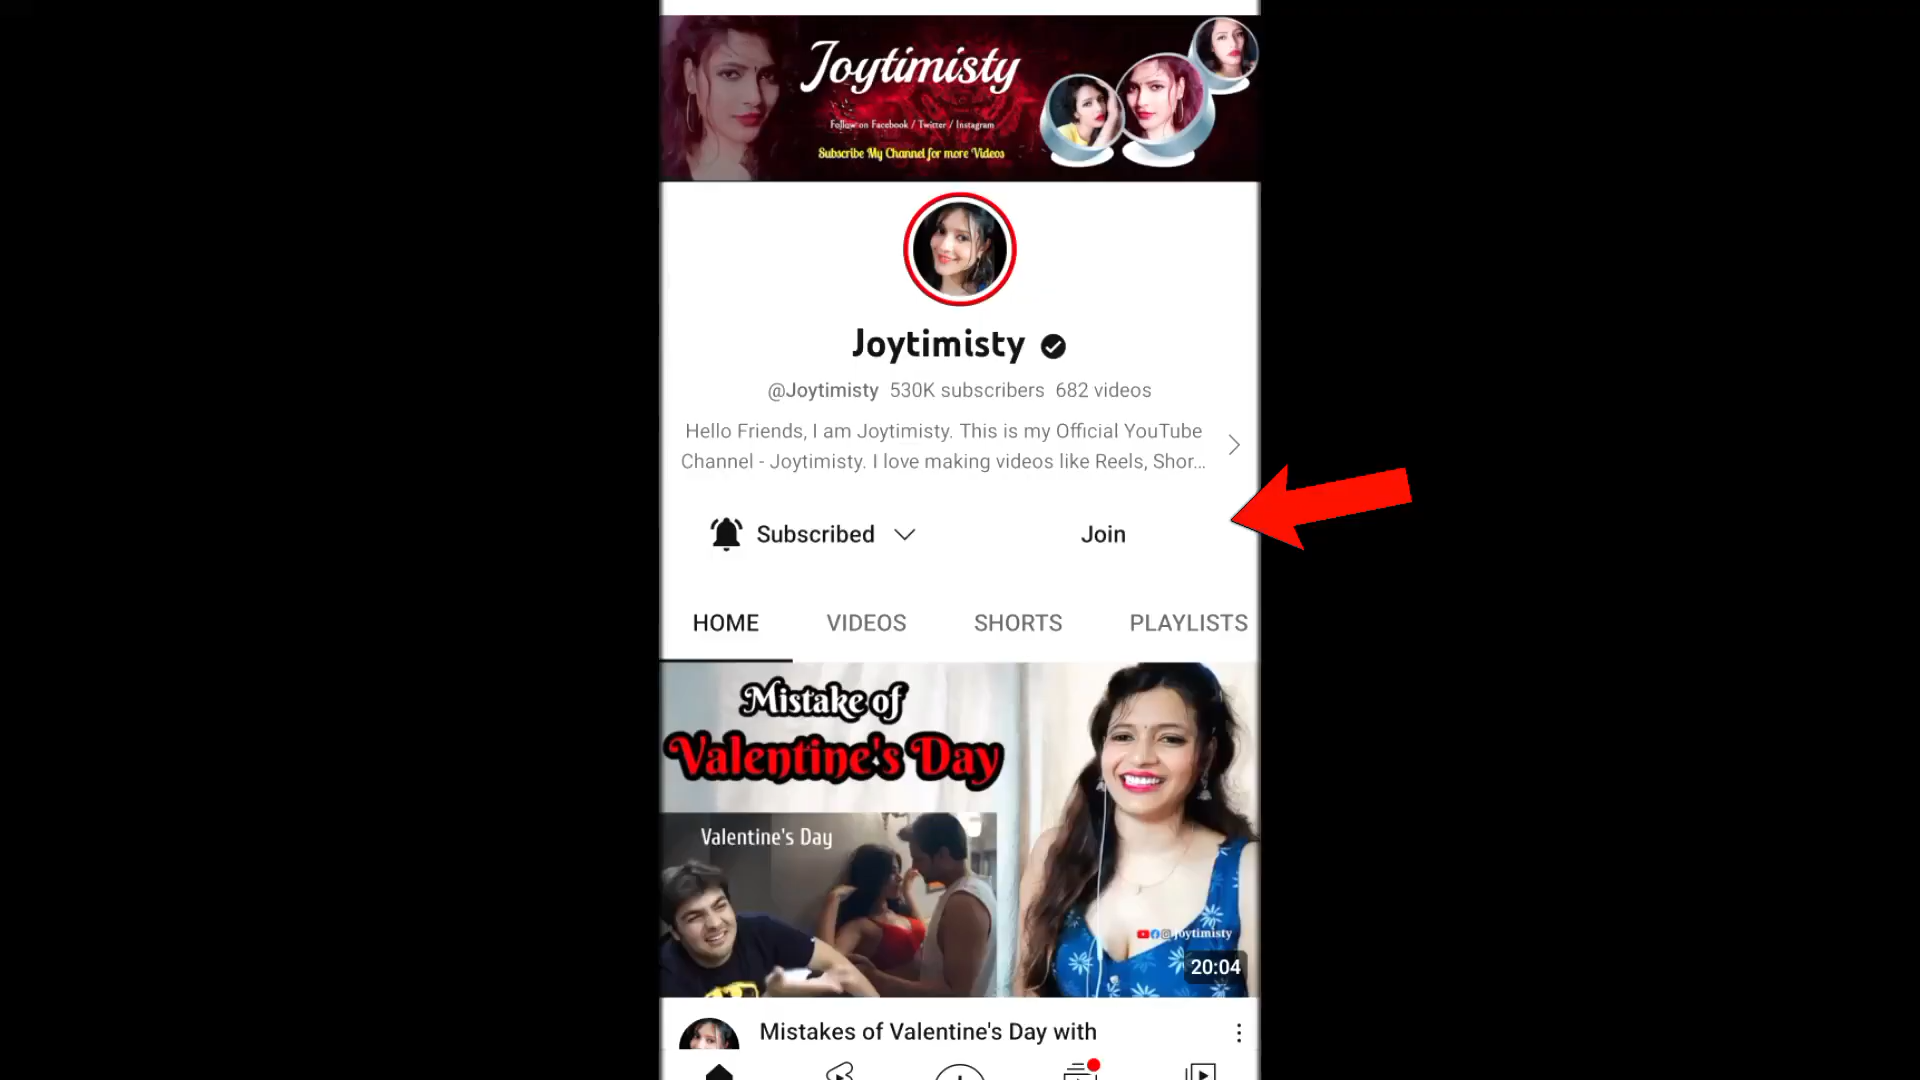 Joytimisty
Follow on Facebook / Twitter / Instagram
Subscribe My Channel for more Videos
Joytimisty
@Joytimisty 530K subscribers 682 videos
Hello Friends, I am Joytimisty. This is my Official YouTube
Channel - Joytimisty. I love making videos like Reels, Shor...
Subscribed
Join
HOME
VIDEOS
SHORTS
PLAYLISTS
Mistake of
Valentine's Day
Valentine's Day
@Joytimisty
20:04
Mistakes of Valentine's Day with